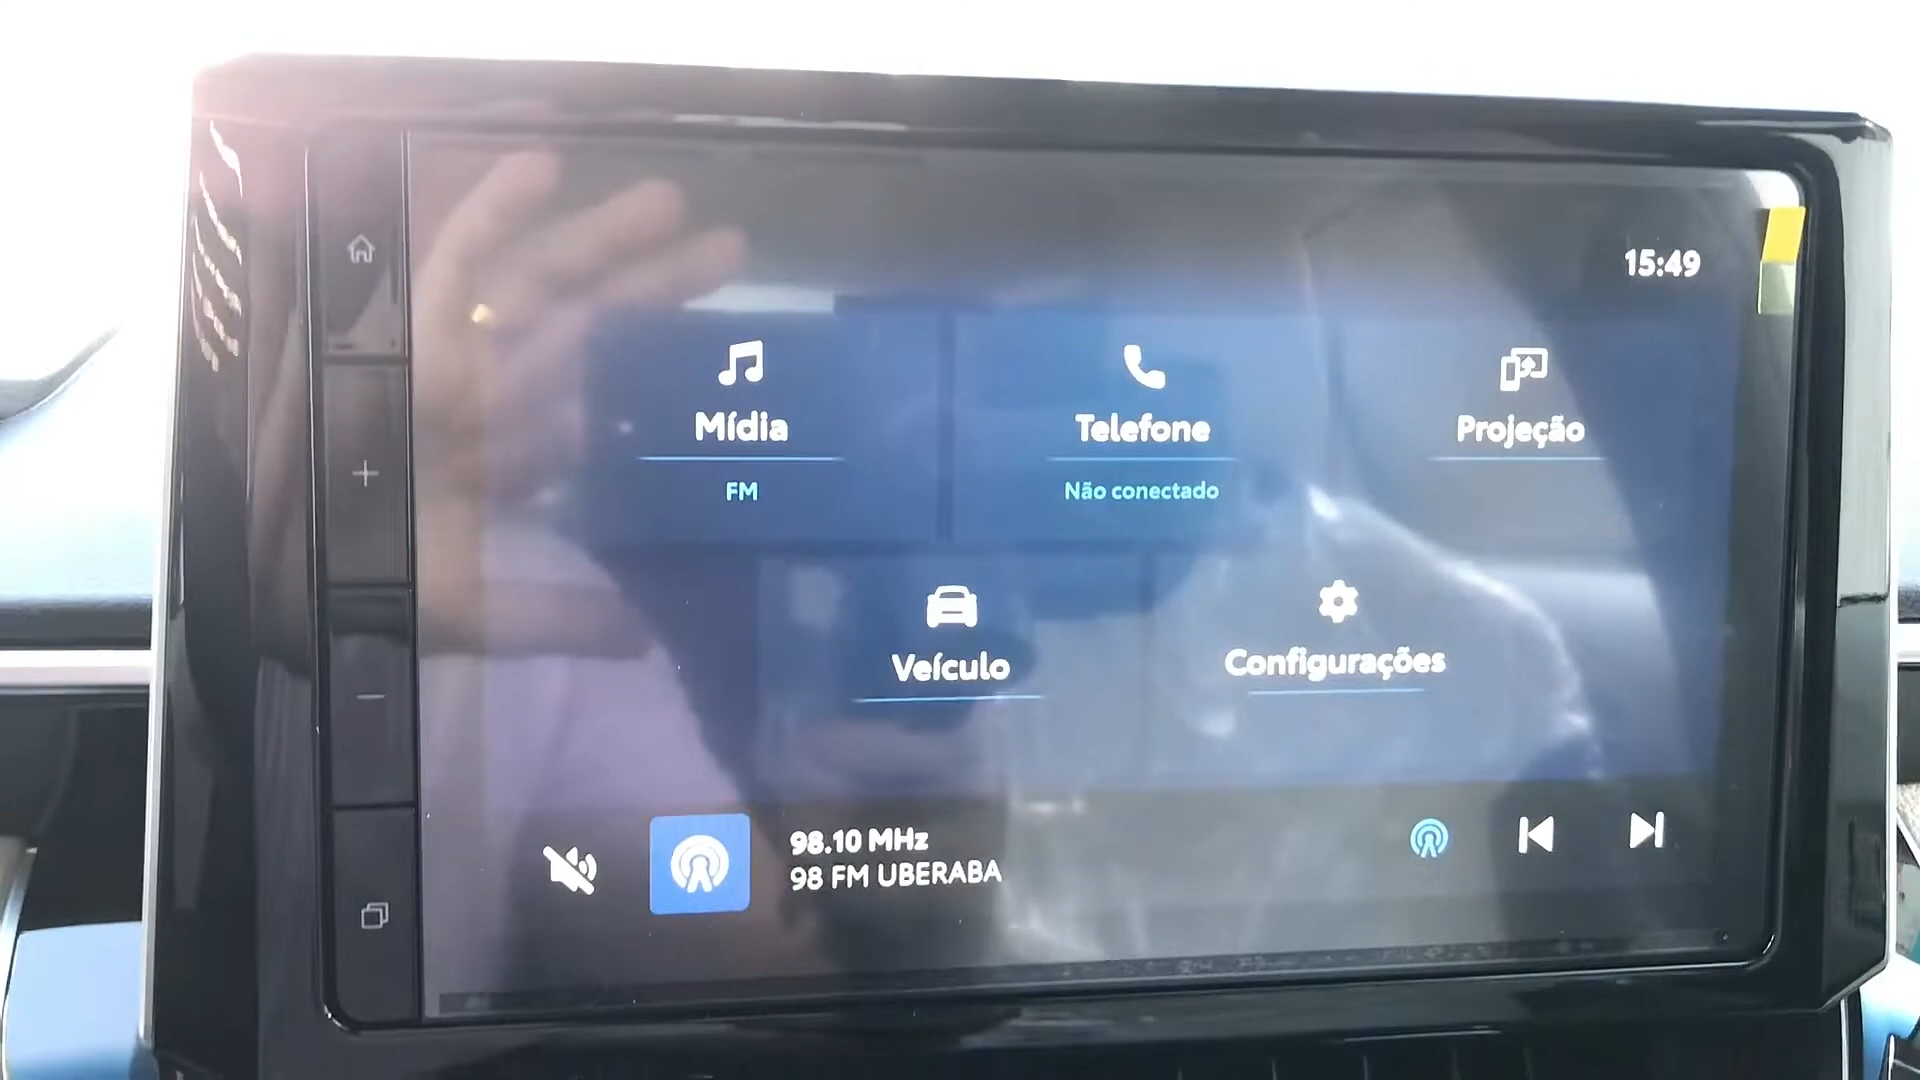 15:49
Mídia
Telefone
Projeção
FM
Não conectado
Veículo
Configurações
98.10 MHz
98 FM UBERABA